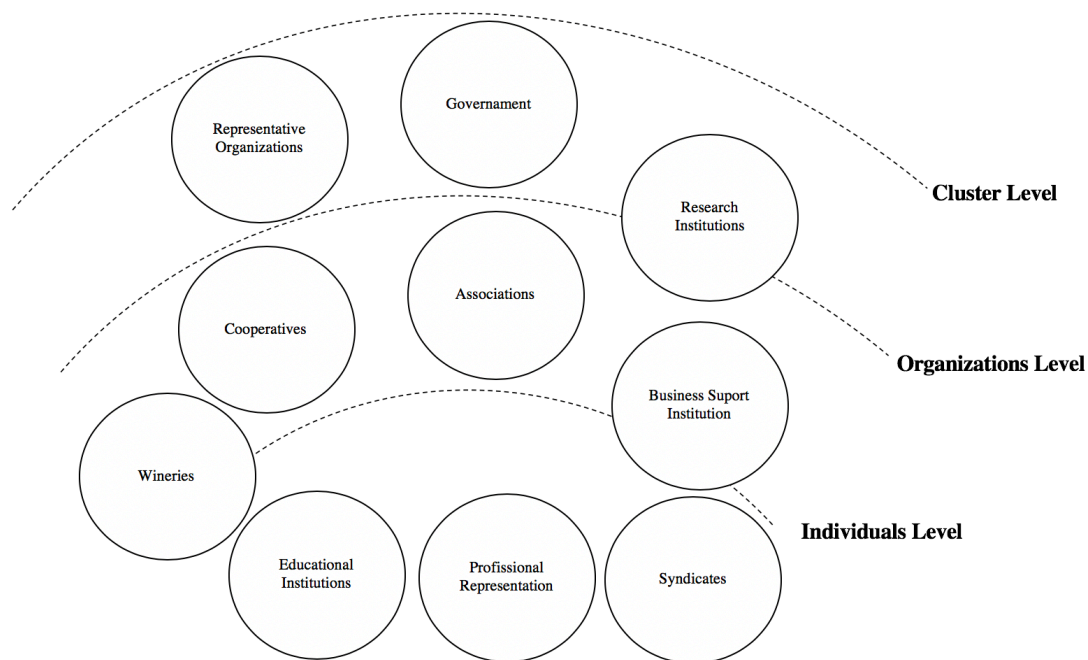 Governament
Representative
Organizations
Cluster Level
Research
Institutions
Associations
Cooperatives
Organizations Level
Business Suport
Institution
Wineries
Individuals Level
Educational
Institutions
Profissional
Representation
Syndicates